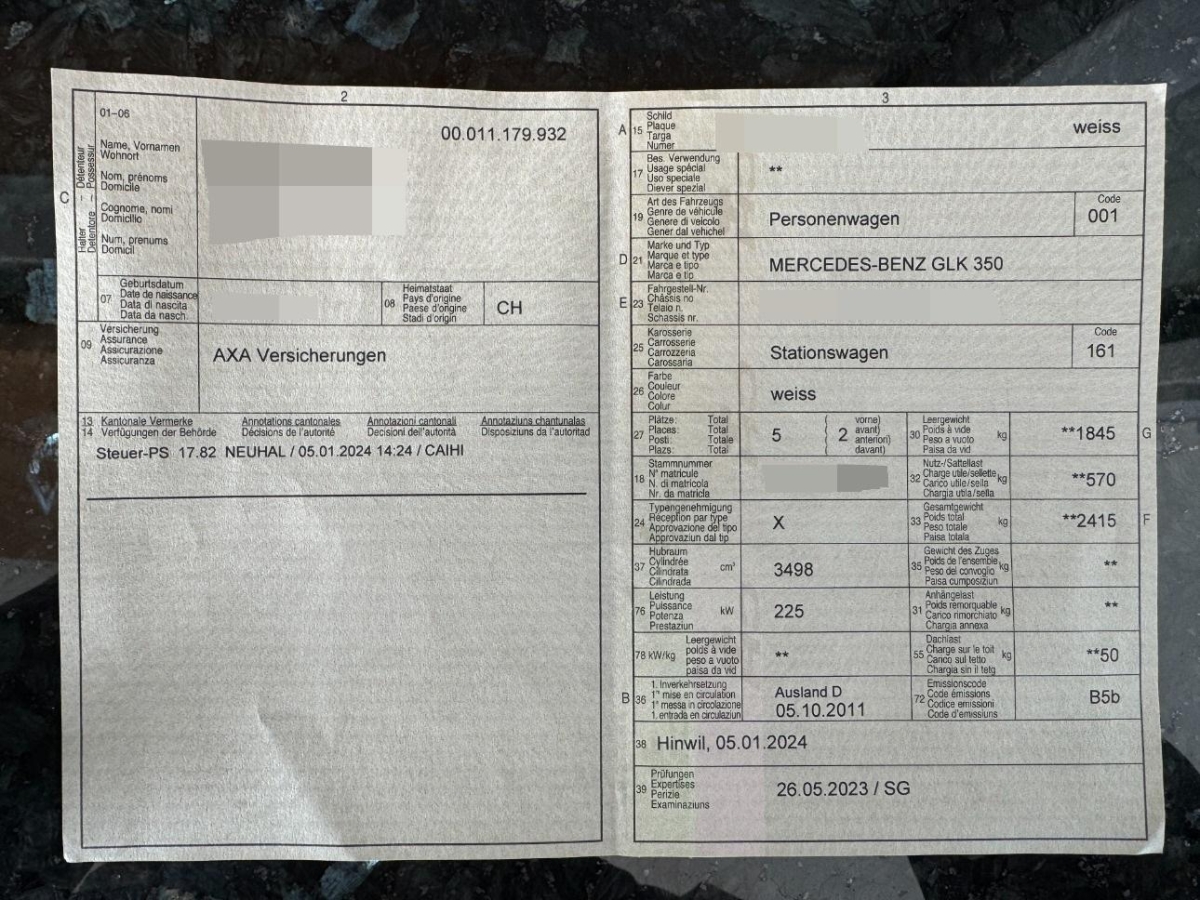 2
01-06
00.011.179.932
C
Halter – Détenteur
Detentore – Possessur
Name, Vornamen
Wohnort
Nom, prénoms
Domicile
Cognome, nomi
Domicilio
Num, prenums
Domicil
07
Geburtsdatum
Date de naissance
Data di nascita
Data da nasch.
08
Heimatstaat
Pays d'origine
Paese d'origine
Stadi d'origin
CH
09
Versicherung
Assurance
Assicurazione
Assicuranza
AXA Versicherungen
13 Kantonale Vermerke Annotations cantonales Annotazioni cantonali Annotaziuns chantunalas
14 Verfügungen der Behörde Décisions de l'autorité Decisioni dell'autorità Disposiziuns da l'autoritad
Steuer-PS 17.82 NEUHAL / 05.01.2024 14:24 / CAIHI
3
A 15
Schild
Plaque
Targa
Numer
weiss
17
Bes. Verwendung
Usage spécial
Uso speciale
Diever spezial
**
19
Art des Fahrzeugs
Genre de véhicule
Genere di veicolo
Gener dal vehichel
Personenwagen
Code
001
D 21
Marke und Typ
Marque et type
Marca e tipo
Marca e tip
MERCEDES-BENZ GLK 350
E 23
Fahrgestell-Nr.
Châssis no
Telaio n.
Schassis nr.
25
Karosserie
Carrosserie
Carrozzeria
Carossaria
Stationswagen
Code
161
26
Farbe
Couleur
Colore
Colur
weiss
27
Plätze: Total
Places: Total
Posti: Totale
Plazs: Total
5
( 2
vorne)
avant)
anteriori)
davant)
30
Leergewicht
Poids à vide
Peso a vuoto
Paisa da vid
kg
**1845
G
18
Stammnummer
N° matricule
N. di matricola
Nr. da matricla
32
Nutz-/Sattellast
Charge utile/sellette
Carico utile/sella
Chargia utila/sella
kg
**570
24
Typengenehmigung
Réception par type
Approvazione del tipo
Approvaziun dal tip
X
33
Gesamtgewicht
Poids total
Peso totale
Paisa totala
kg
**2415
F
37
Hubraum
Cylindrée
Cilindrata
Cilindrada
cm³
3498
35
Gewicht des Zuges
Poids de l'ensemble
Peso del convoglio
Paisa cumposiziun
kg
**
76
Leistung
Puissance
Potenza
Prestaziun
kW
225
31
Anhängelast
Poids remorquable
Carico rimorchiato
Chargia annexa
kg
**
78 kW/kg
Leergewicht
poids à vide
peso a vuoto
paisa da vid
**
55
Dachlast
Charge sur le toit
Carico sul tetto
Chargia sin il tetg
kg
**50
B 36
1. Inverkehrsetzung
1re mise en circulation
1a messa in circolazione
1. entrada en circulaziun
Ausland D
05.10.2011
72
Emissionscode
Code émissions
Codice emissioni
Code d'emissiuns
B5b
38 Hinwil, 05.01.2024
39
Prüfungen
Expertises
Perizie
Examinaziuns
26.05.2023 / SG